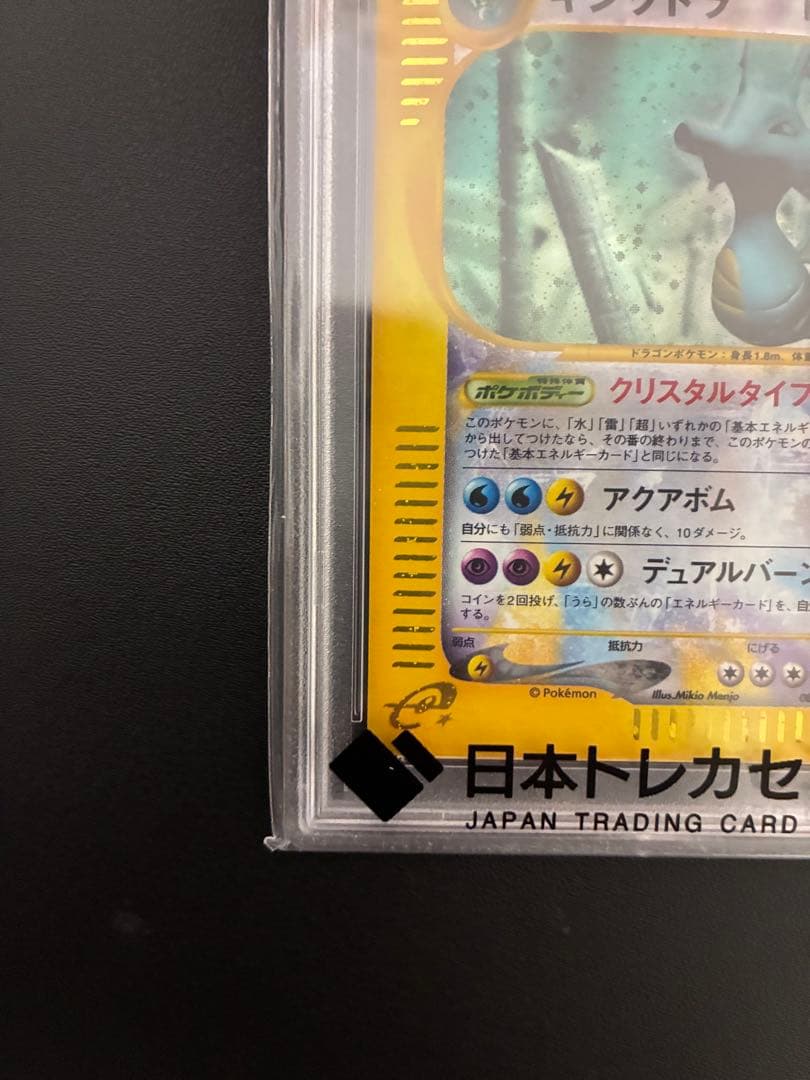 キングドラ
ドラゴンポケモン：身長1.8m、体重
特殊体質
ポケボディー クリスタルタイプ
このポケモンに、「水」「雷」「超」いずれかの「基本エネルギ
から出してつけたなら、その番の終わりまで、このポケモンの
つけた「基本エネルギーカード」と同じになる。
アクアボム
自分にも「弱点・抵抗力」に関係なく、10ダメージ。
デュアルバーン
コインを2回投げ、「うら」の数ぶんの「エネルギーカード」を、自
する。
弱点 抵抗力 にげる
© Pokémon Illus.Mikio Menjo
日本トレカセ
JAPAN TRADING CARD